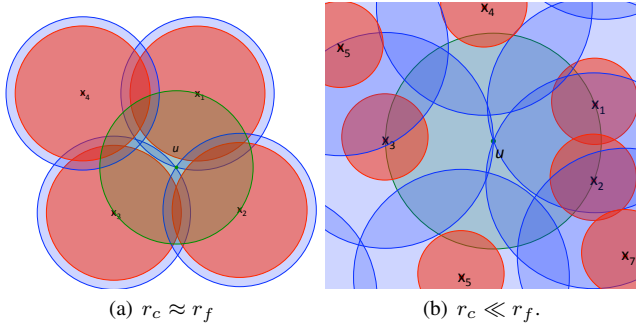 x₄
x₁
u
x₃
x₂
(a) r_c ≈ r_f
x₄
x₅
x₁
x₃
u
x₂
x₇
x₅
(b) r_c ≪ r_f.